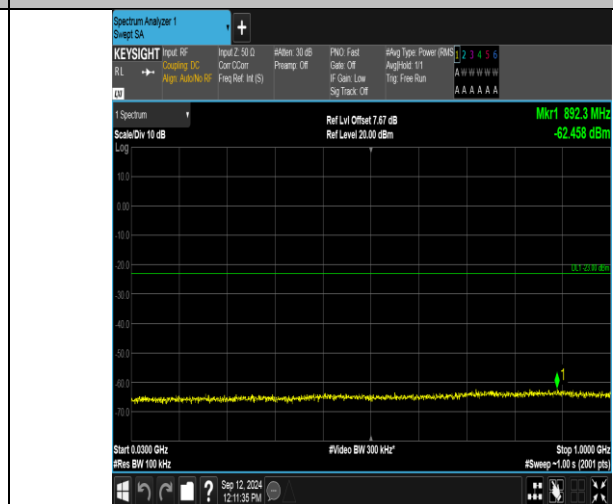 Spectrum Analyzer 1
Swept SA
+
KEYSIGHT
RL
LXI
Input: RF
Coupling: DC
Align: Auto/No RF
Input Z: 50 Ω
Corr CCorr
Freq Ref: Int (S)
#Atten: 30 dB
Preamp: Off
PNO: Fast
Gate: Off
IF Gain: Low
Sig Track: Off
#Avg Type: Power (RMS
Avg|Hold: 1/1
Trig: Free Run
1 2 3 4 5 6
A W W W W W
A A A A A A
1 Spectrum
Scale/Div 10 dB
Log
Ref Lvl Offset 7.67 dB
Ref Level 20.00 dBm
Mkr1 892.3 MHz
-62.458 dBm
10.0
0.00
-10.0
-20.0
DL1 -23.00 dBm
-30.0
-40.0
-50.0
-60.0
1
-70.0
Start 0.0300 GHz
#Res BW 100 kHz
#Video BW 300 kHz*
Stop 1.0000 GHz
#Sweep ~1.00 s (2001 pts)
?
Sep 12, 2024
12:11:35 PM